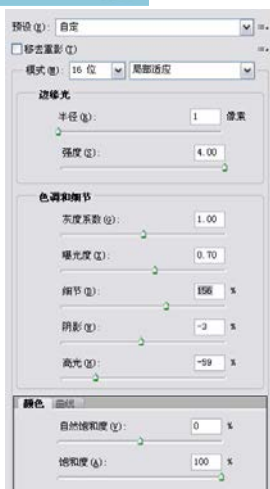 预设(E): 自定
移去重影(T)
模式(M): 16 位 局部适应
边缘光
半径(R): 1 像素
强度(S): 4.00
色调和细节
灰度系数(G): 1.00
曝光度(X): 0.70
细节(D): 156 %
阴影(W): -3 %
高光(H): -59 %
颜色 曲线
自然饱和度(V): 0 %
饱和度(A): 100 %